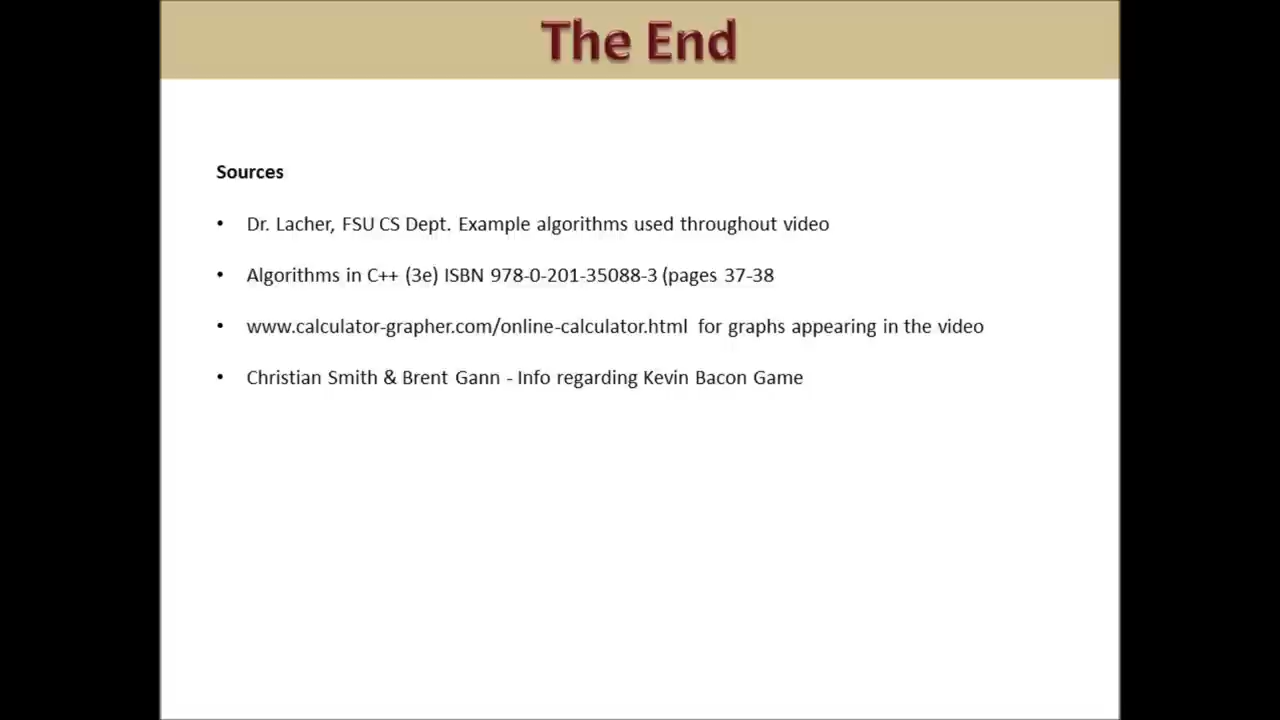 The End
Sources
• Dr. Lacher, FSU CS Dept. Example algorithms used throughout video
• Algorithms in C++ (3e) ISBN 978-0-201-35088-3 (pages 37-38
• www.calculator-grapher.com/online-calculator.html for graphs appearing in the video
• Christian Smith & Brent Gann - Info regarding Kevin Bacon Game